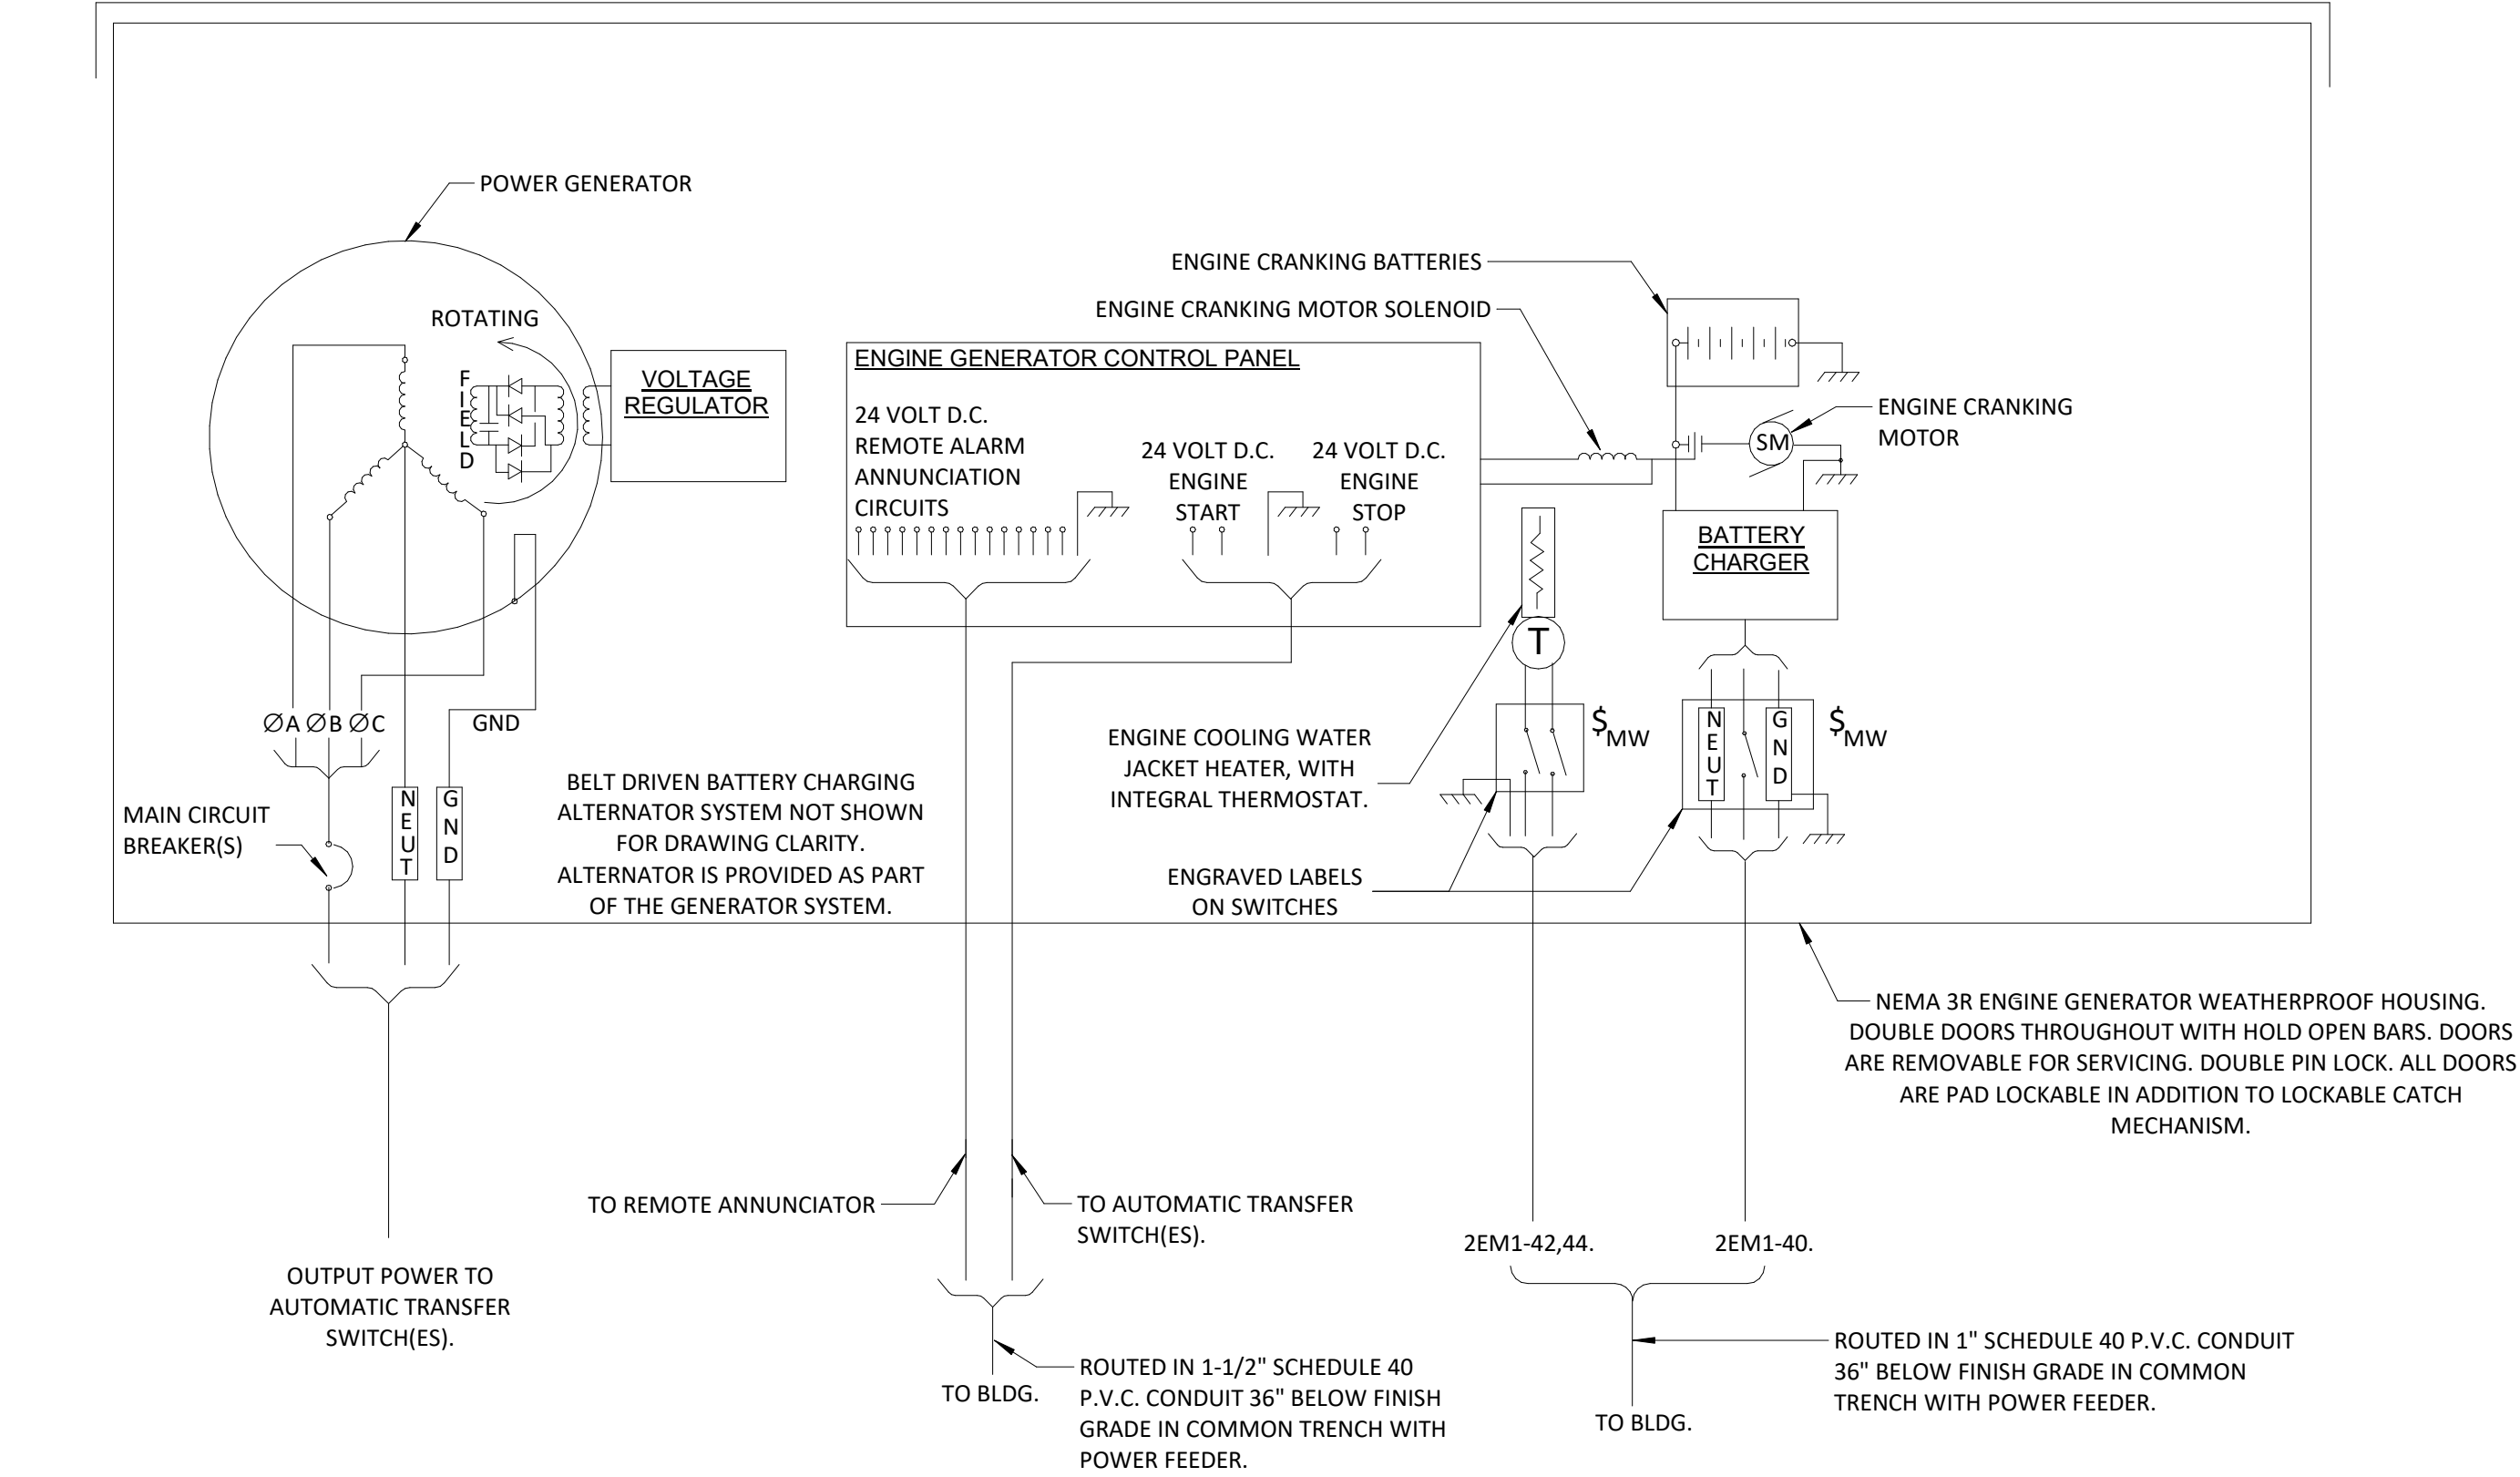 POWER GENERATOR
ROTATING
FIELD
VOLTAGE
REGULATOR
ENGINE CRANKING BATTERIES
ENGINE CRANKING MOTOR SOLENOID
ENGINE GENERATOR CONTROL PANEL
24 VOLT D.C.
REMOTE ALARM
ANNUNCIATION
CIRCUITS
24 VOLT D.C.
ENGINE
START
24 VOLT D.C.
ENGINE
STOP
ENGINE CRANKING
MOTOR
SM
BATTERY
CHARGER
T
ØA ØB ØC
GND
NEUT
GND
MAIN CIRCUIT
BREAKER(S)
BELT DRIVEN BATTERY CHARGING
ALTERNATOR SYSTEM NOT SHOWN
FOR DRAWING CLARITY.
ALTERNATOR IS PROVIDED AS PART
OF THE GENERATOR SYSTEM.
ENGINE COOLING WATER
JACKET HEATER, WITH
INTEGRAL THERMOSTAT.
$MW
NEUT
GND
$MW
ENGRAVED LABELS
ON SWITCHES
NEMA 3R ENGINE GENERATOR WEATHERPROOF HOUSING.
DOUBLE DOORS THROUGHOUT WITH HOLD OPEN BARS. DOORS
ARE REMOVABLE FOR SERVICING. DOUBLE PIN LOCK. ALL DOORS
ARE PAD LOCKABLE IN ADDITION TO LOCKABLE CATCH
MECHANISM.
TO REMOTE ANNUNCIATOR
TO AUTOMATIC TRANSFER
SWITCH(ES).
2EM1-42,44.
2EM1-40.
OUTPUT POWER TO
AUTOMATIC TRANSFER
SWITCH(ES).
TO BLDG.
ROUTED IN 1-1/2" SCHEDULE 40
P.V.C. CONDUIT 36" BELOW FINISH
GRADE IN COMMON TRENCH WITH
POWER FEEDER.
TO BLDG.
ROUTED IN 1" SCHEDULE 40 P.V.C. CONDUIT
36" BELOW FINISH GRADE IN COMMON
TRENCH WITH POWER FEEDER.